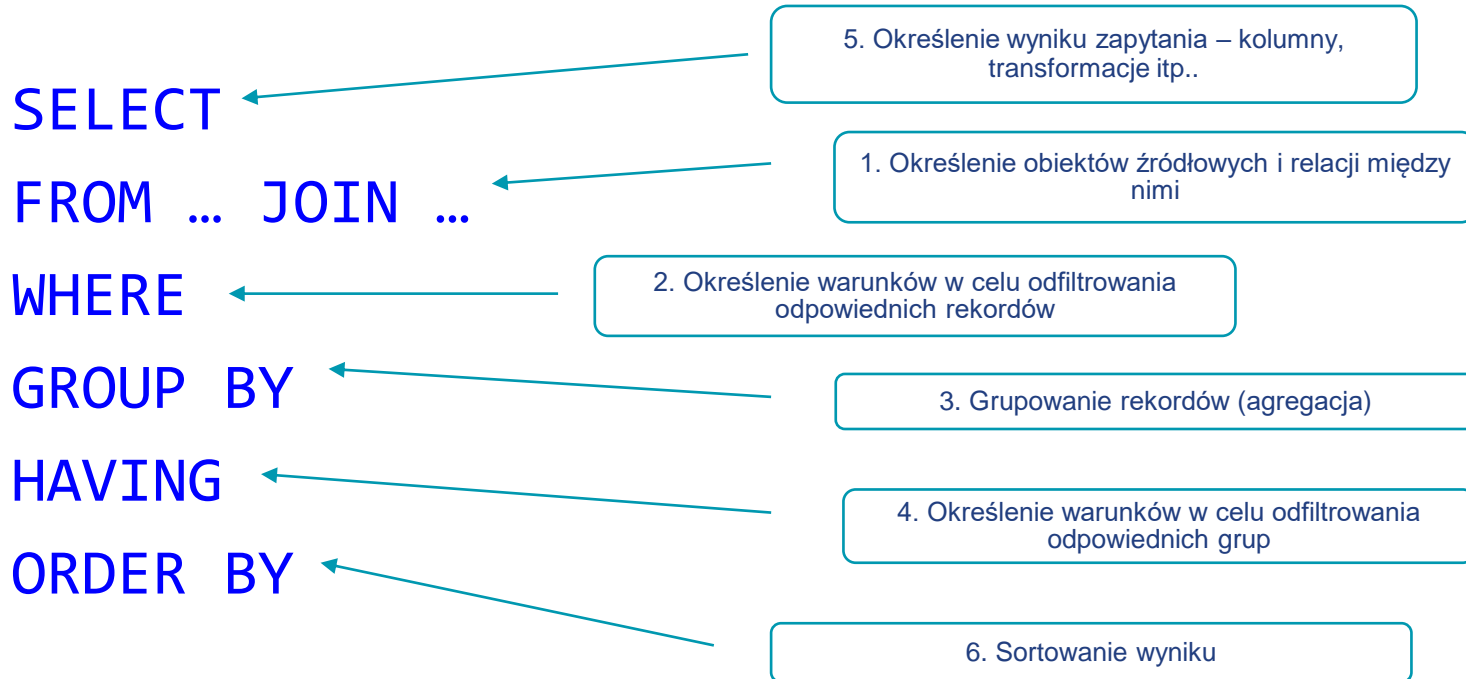 5. Określenie wyniku zapytania – kolumny,
transformacje itp..
SELECT
1. Określenie obiektów źródłowych i relacji między
nimi
FROM … JOIN …
2. Określenie warunków w celu odfiltrowania
odpowiednich rekordów
WHERE
GROUP BY
3. Grupowanie rekordów (agregacja)
HAVING
4. Określenie warunków w celu odfiltrowania
odpowiednich grup
ORDER BY
6. Sortowanie wyniku